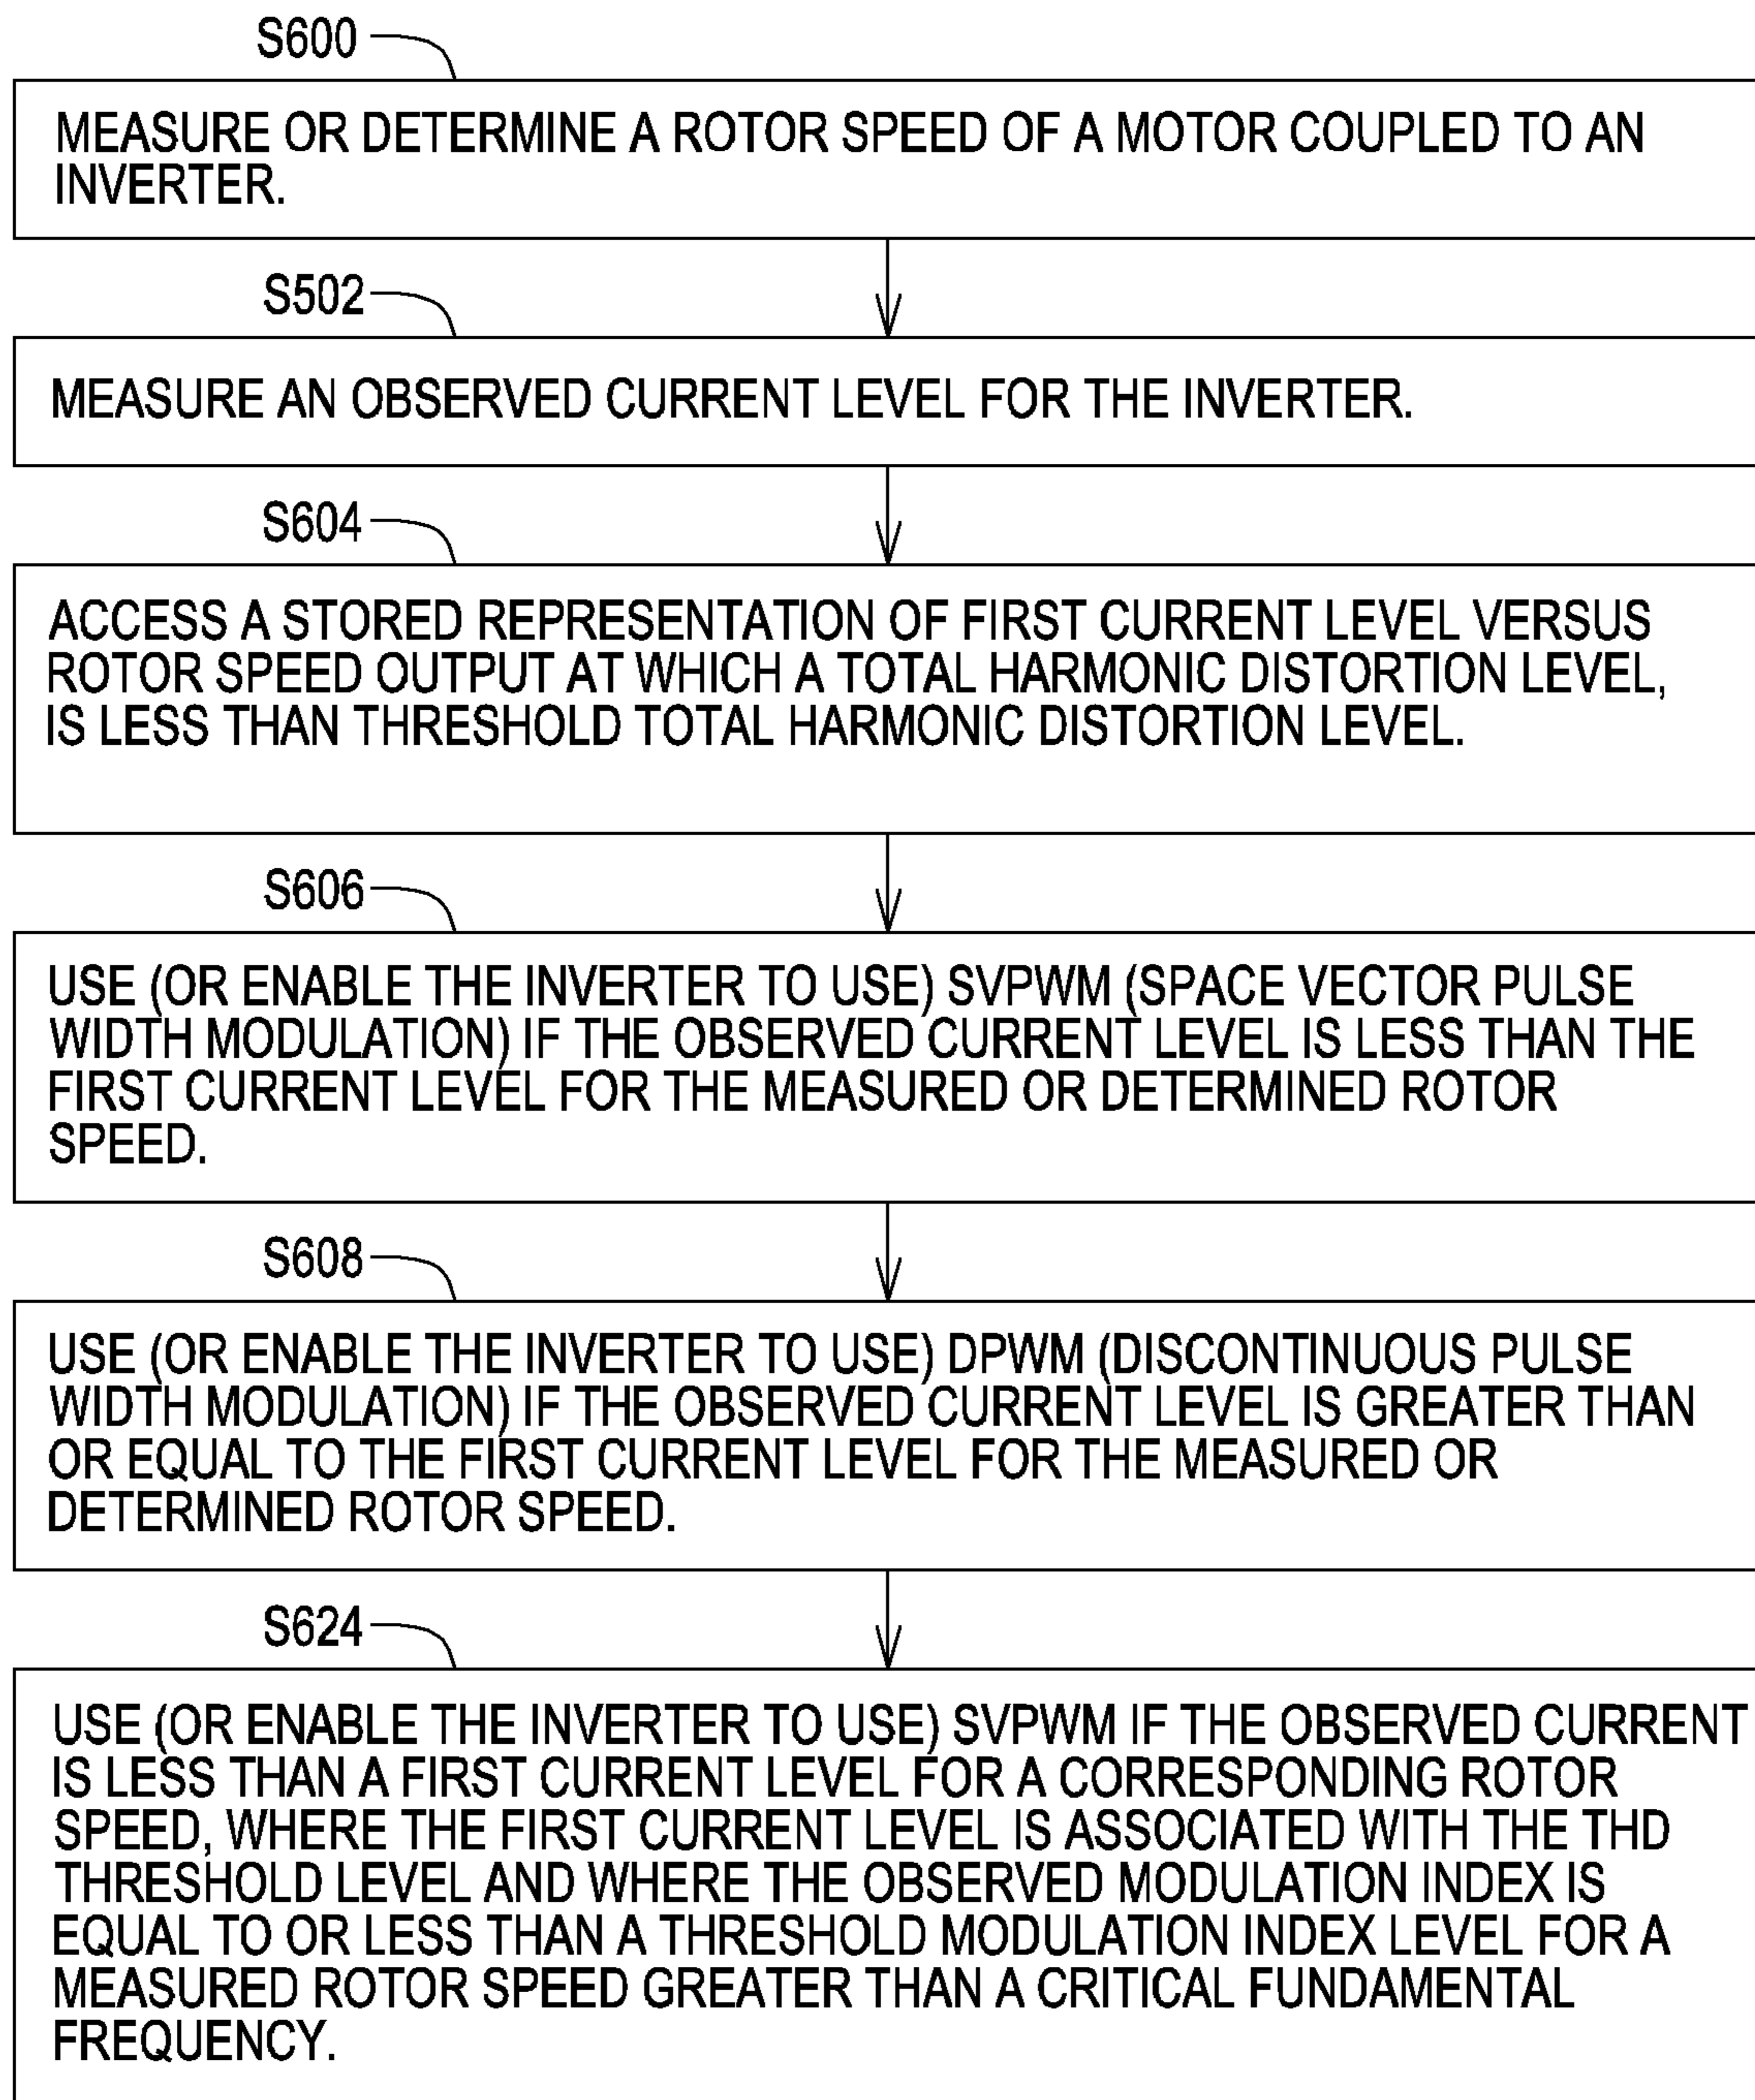 S600
MEASURE OR DETERMINE A ROTOR SPEED OF A MOTOR COUPLED TO AN
INVERTER.
S502
MEASURE AN OBSERVED CURRENT LEVEL FOR THE INVERTER.
S604
ACCESS A STORED REPRESENTATION OF FIRST CURRENT LEVEL VERSUS
ROTOR SPEED OUTPUT AT WHICH A TOTAL HARMONIC DISTORTION LEVEL,
IS LESS THAN THRESHOLD TOTAL HARMONIC DISTORTION LEVEL.
S606
USE (OR ENABLE THE INVERTER TO USE) SVPWM (SPACE VECTOR PULSE
WIDTH MODULATION) IF THE OBSERVED CURRENT LEVEL IS LESS THAN THE
FIRST CURRENT LEVEL FOR THE MEASURED OR DETERMINED ROTOR
SPEED.
S608
USE (OR ENABLE THE INVERTER TO USE) DPWM (DISCONTINUOUS PULSE
WIDTH MODULATION) IF THE OBSERVED CURRENT LEVEL IS GREATER THAN
OR EQUAL TO THE FIRST CURRENT LEVEL FOR THE MEASURED OR
DETERMINED ROTOR SPEED.
S624
USE (OR ENABLE THE INVERTER TO USE) SVPWM IF THE OBSERVED CURRENT
IS LESS THAN A FIRST CURRENT LEVEL FOR A CORRESPONDING ROTOR
SPEED, WHERE THE FIRST CURRENT LEVEL IS ASSOCIATED WITH THE THD
THRESHOLD LEVEL AND WHERE THE OBSERVED MODULATION INDEX IS
EQUAL TO OR LESS THAN A THRESHOLD MODULATION INDEX LEVEL FOR A
MEASURED ROTOR SPEED GREATER THAN A CRITICAL FUNDAMENTAL
FREQUENCY.